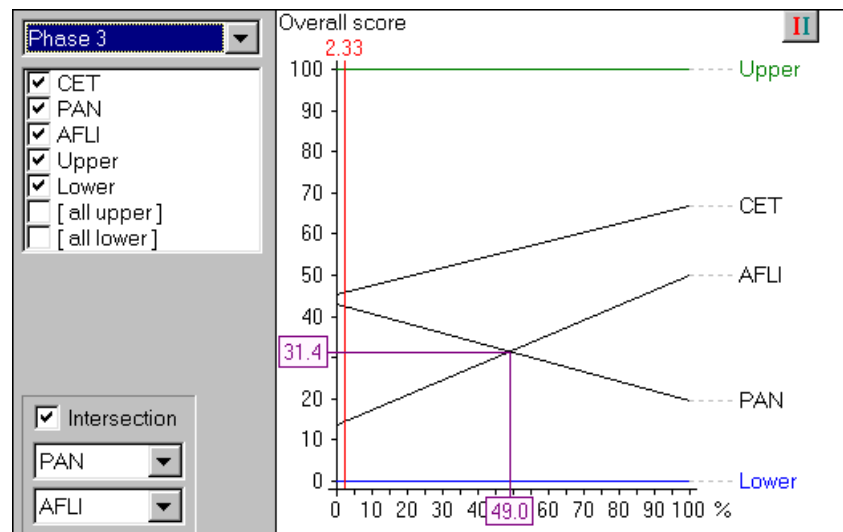 Phase 3
CET
PAN
AFLI
Upper
Lower
[ all upper ]
[ all lower ]
Intersection
PAN
AFLI
Overall score
2.33
II
100
90
80
70
60
50
40
31.4
20
10
0
Upper
CET
AFLI
PAN
Lower
0 10 20 30 40 49.0 60 70 80 90 100 %